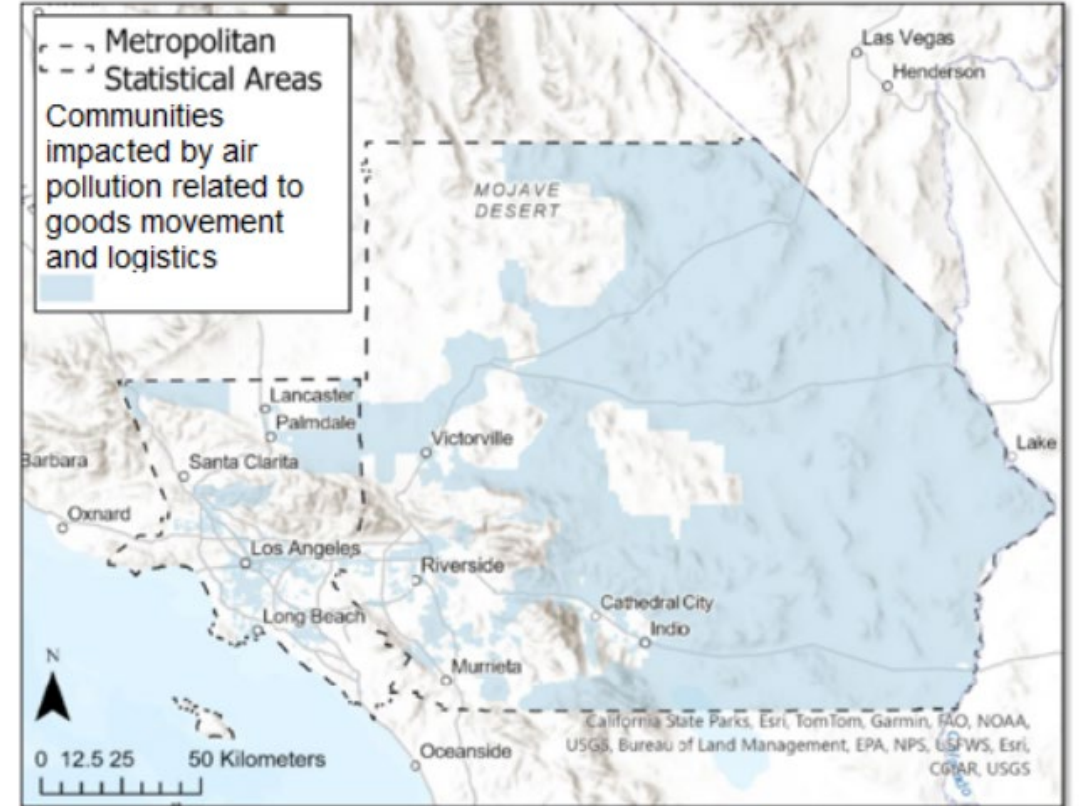 Metropolitan
Statistical Areas
Communities
impacted by air
pollution related to
goods movement
and logistics
Las Vegas
Henderson
MOJAVE
DESERT
Lancaster
Palmdale
Victorville
Barbara
Santa Clarita
Lake
Oxnard
Los Angeles
Riverside
Long Beach
Cathedral City
Indio
Murrieta
N
California State Parks, Esri, TomTom, Garmin, FAO, NOAA,
USGS, Bureau of Land Management, EPA, NPS, USFWS, Esri,
CGIAR, USGS
Oceanside
0 12.5 25 50 Kilometers